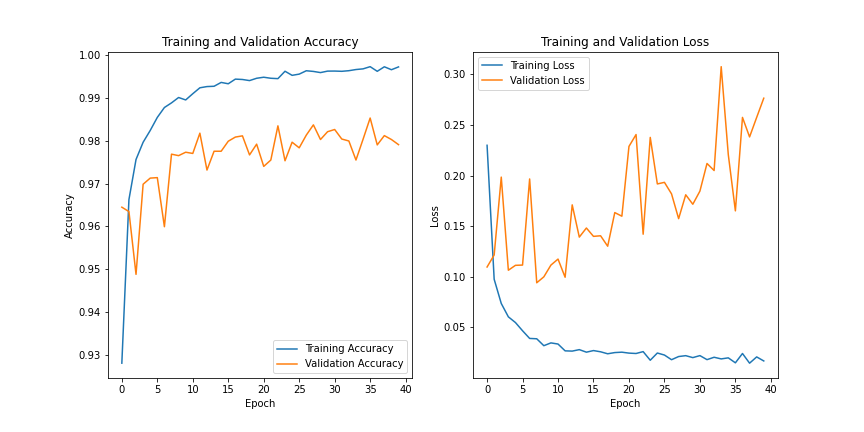 Training and Validation Accuracy
1.00
0.99
0.98
0.97
0.96
0.95
0.94
0.93
Accuracy
Training Accuracy
Validation Accuracy
0 5 10 15 20 25 30 35 40
Epoch
Training and Validation Loss
Training Loss
Validation Loss
0.30
0.25
0.20
0.15
0.10
0.05
Loss
0 5 10 15 20 25 30 35 40
Epoch